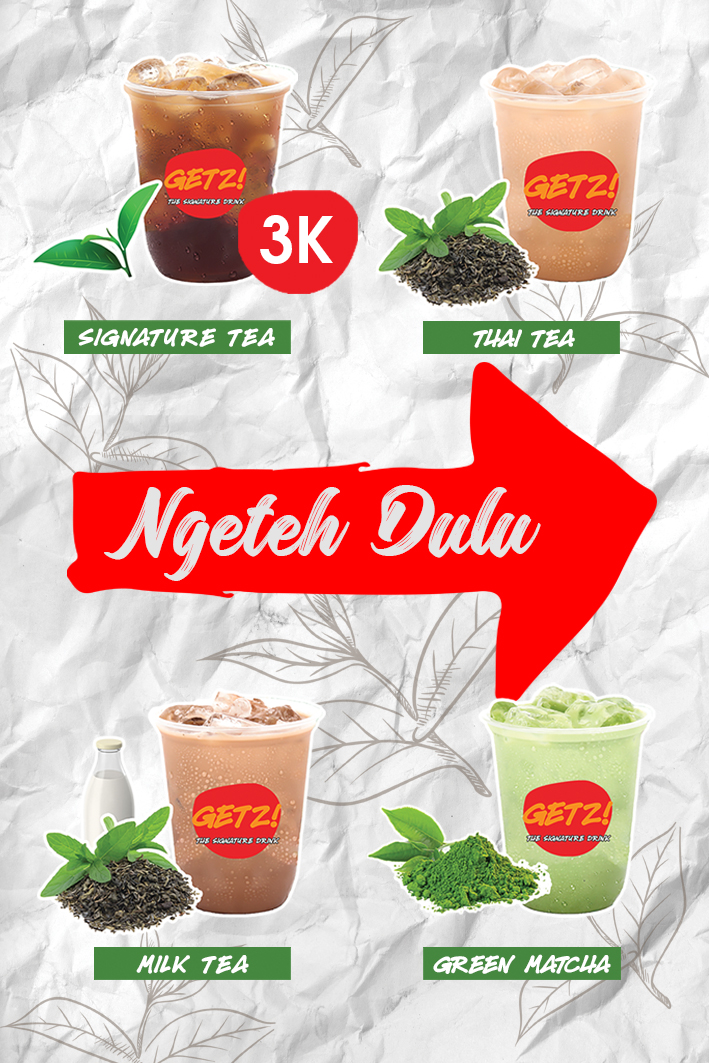 GETZ!
THE SIGNATURE DRINK
3K
SIGNATURE TEA
GETZ!
THE SIGNATURE DRINK
THAI TEA
Ngeteh Dulu
GETZ!
THE SIGNATURE DRINK
MILK TEA
GETZ!
THE SIGNATURE DRINK
GREEN MATCHA